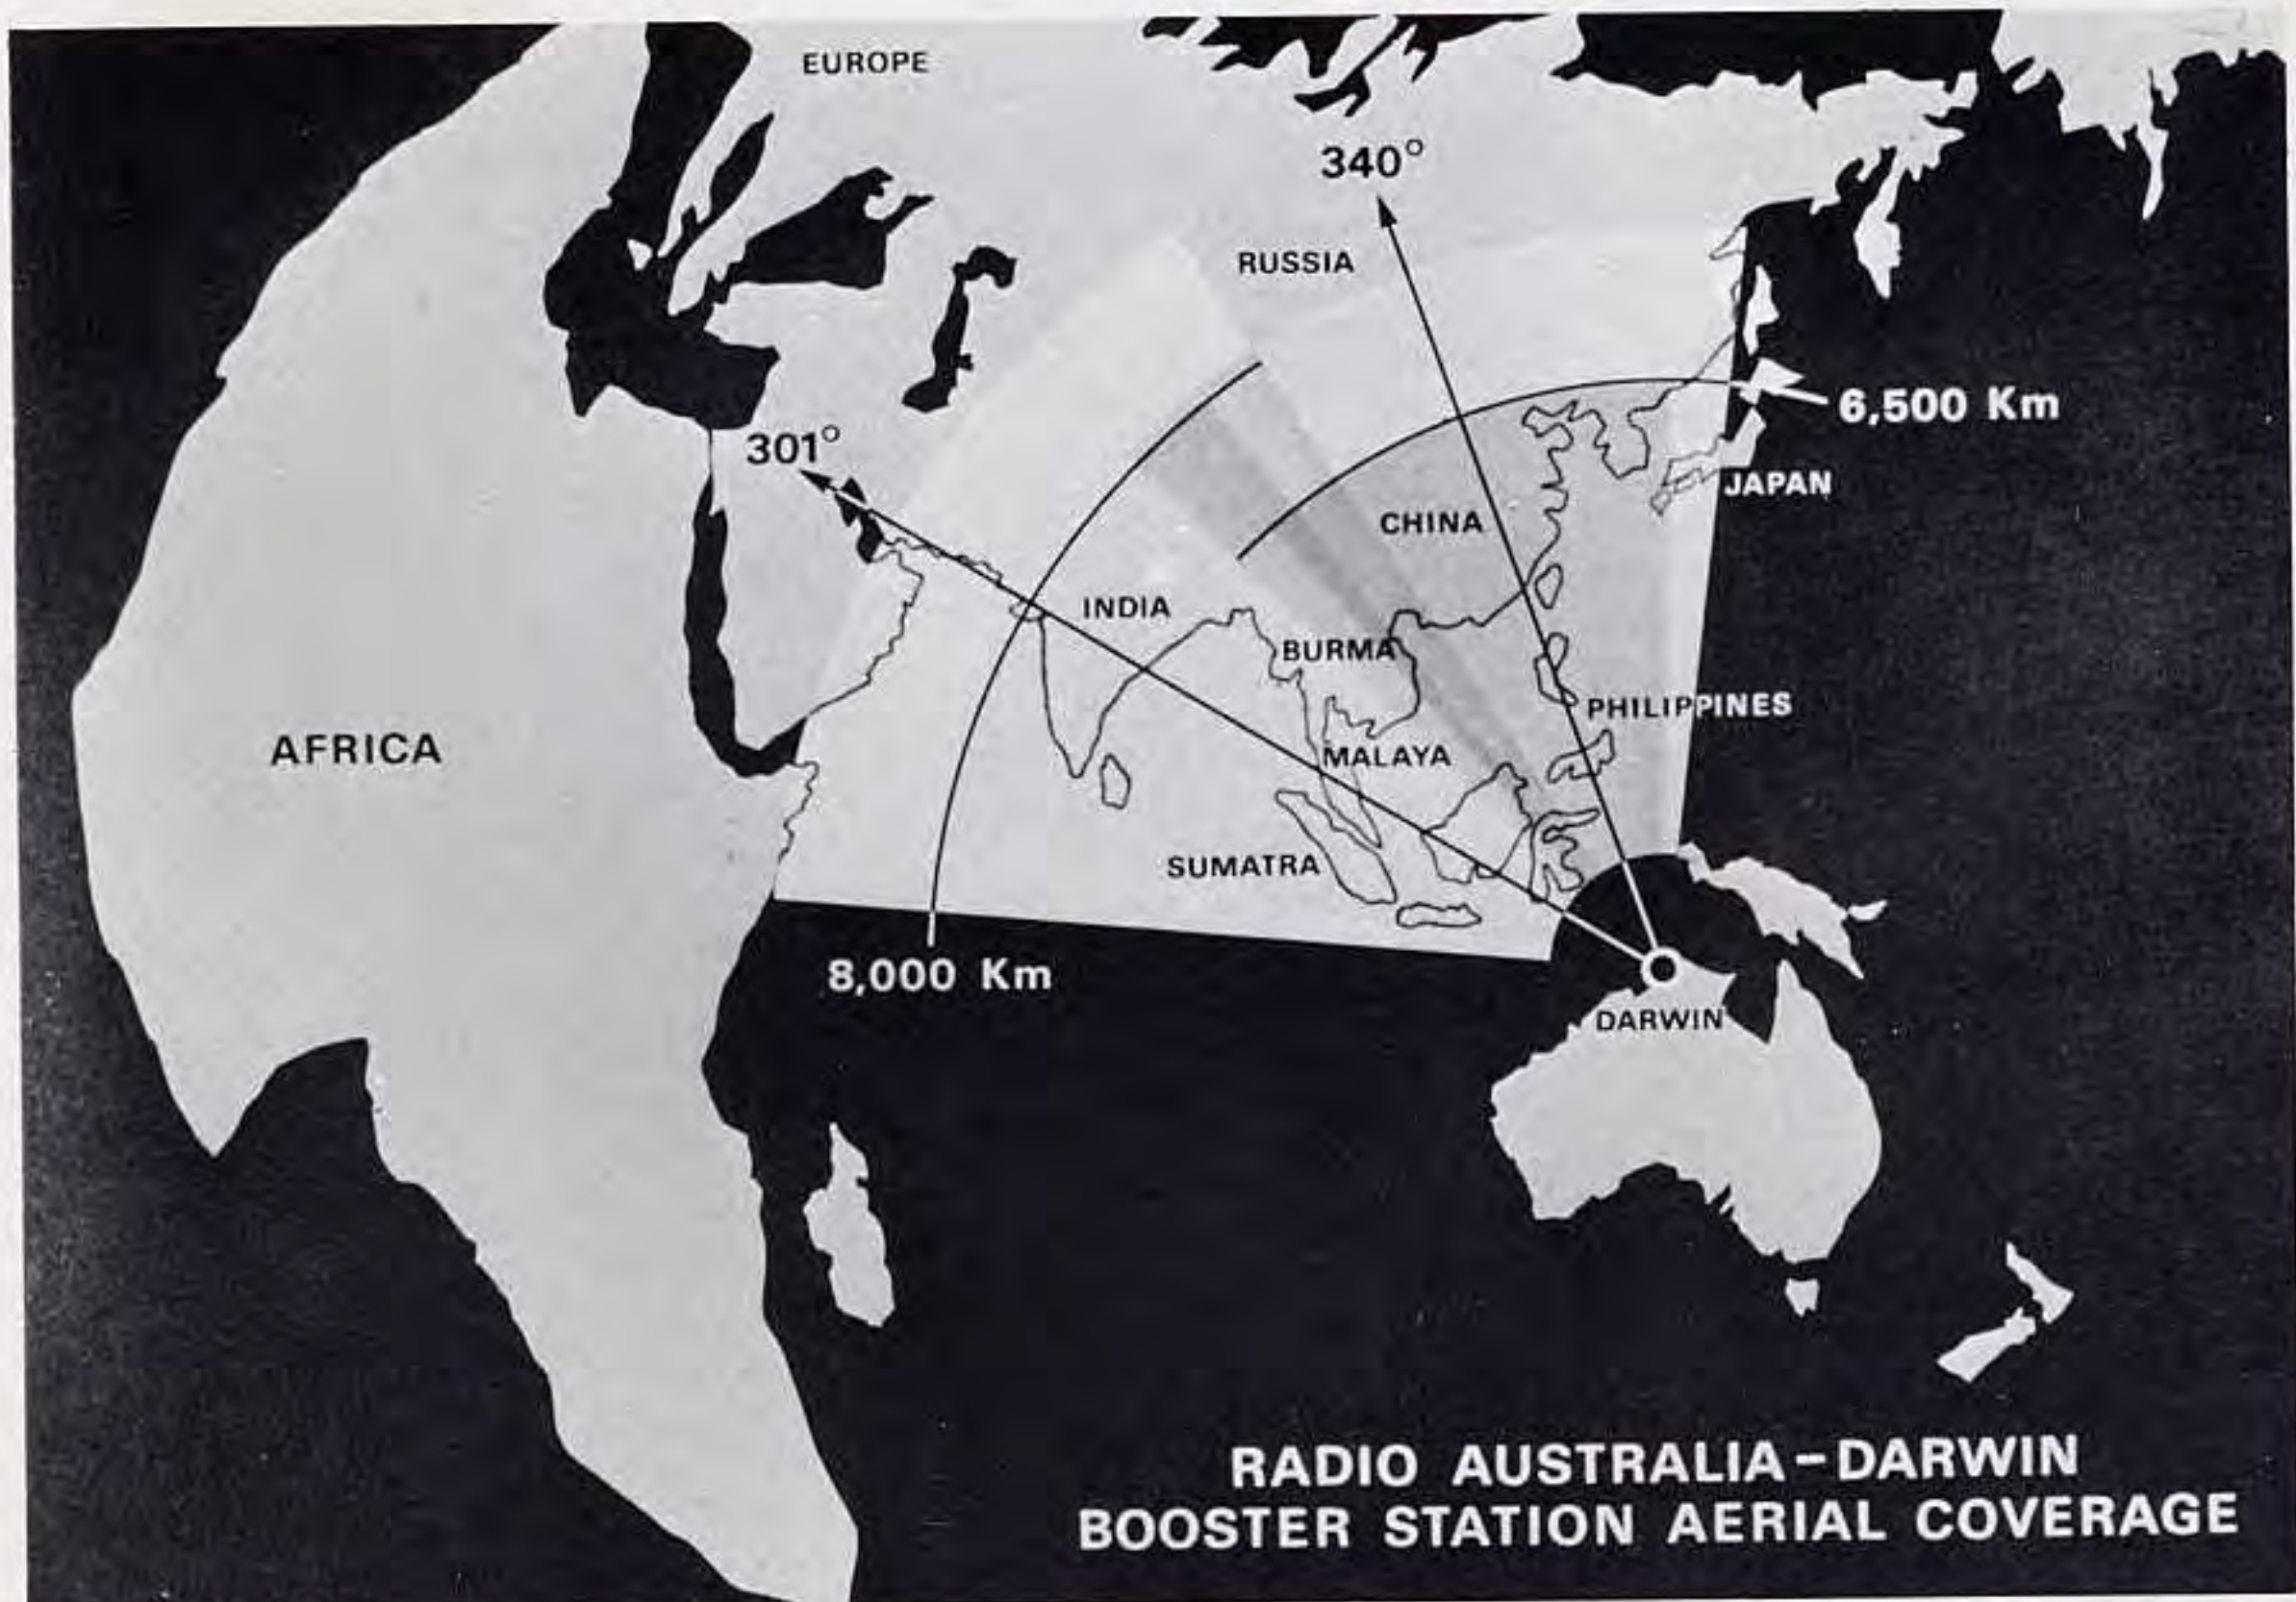 EUROPE
340°
RUSSIA
6,500 Km
301°
JAPAN
CHINA
INDIA
BURMA
PHILIPPINES
AFRICA
MALAYA
SUMATRA
8,000 Km
DARWIN
RADIO AUSTRALIA–DARWIN
BOOSTER STATION AERIAL COVERAGE